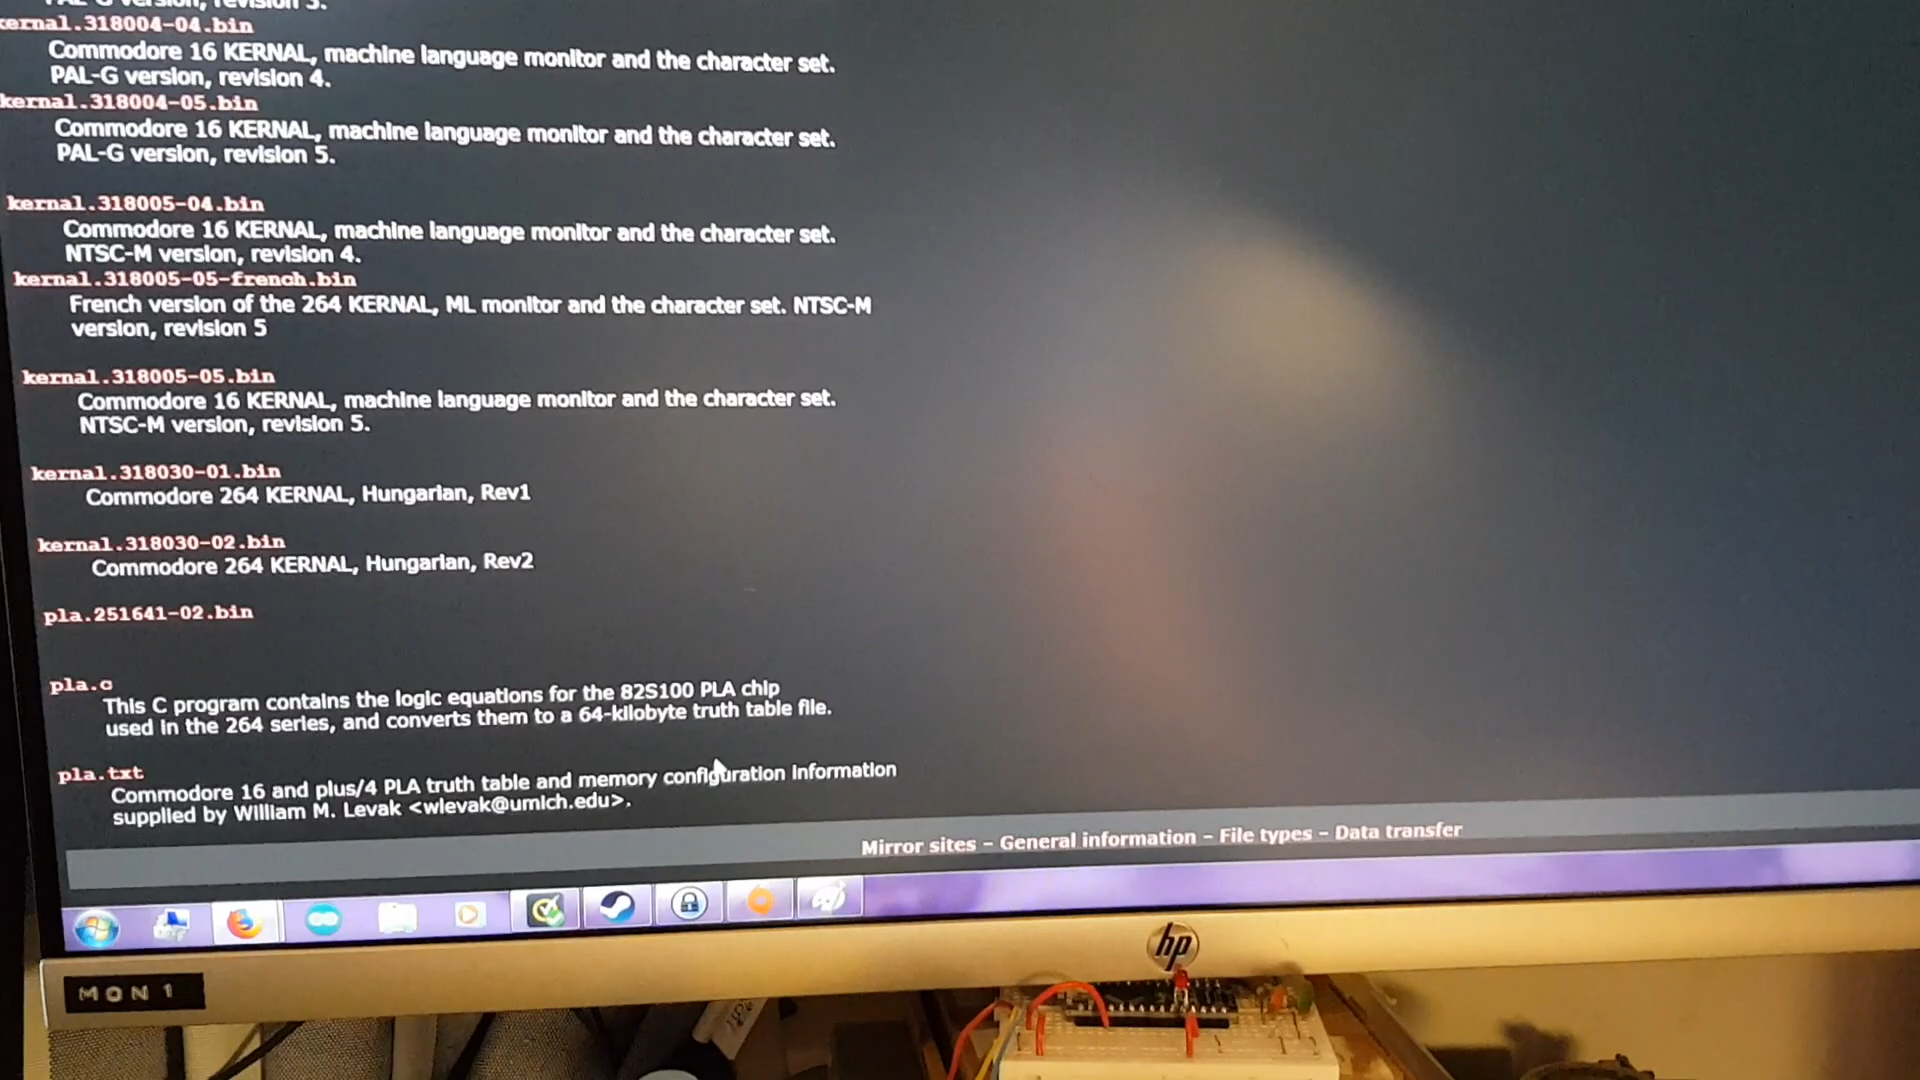 PAL-G version, revision 3.
kernal.318004-04.bin
Commodore 16 KERNAL, machine language monitor and the character set.
PAL-G version, revision 4.
kernal.318004-05.bin
Commodore 16 KERNAL, machine language monitor and the character set.
PAL-G version, revision 5.
kernal.318005-04.bin
Commodore 16 KERNAL, machine language monitor and the character set.
NTSC-M version, revision 4.
kernal.318005-05-french.bin
French version of the 264 KERNAL, ML monitor and the character set. NTSC-M
version, revision 5
kernal.318005-05.bin
Commodore 16 KERNAL, machine language monitor and the character set.
NTSC-M version, revision 5.
kernal.318030-01.bin
Commodore 264 KERNAL, Hungarian, Rev1
kernal.318030-02.bin
Commodore 264 KERNAL, Hungarian, Rev2
pla.251641-02.bin
pla.c
This C program contains the logic equations for the 82S100 PLA chip
used in the 264 series, and converts them to a 64-kilobyte truth table file.
pla.txt
Commodore 16 and plus/4 PLA truth table and memory configuration information
supplied by William M. Levak <wlevak@umich.edu>.
Mirror sites – General information – File types – Data transfer
hp
MON 1